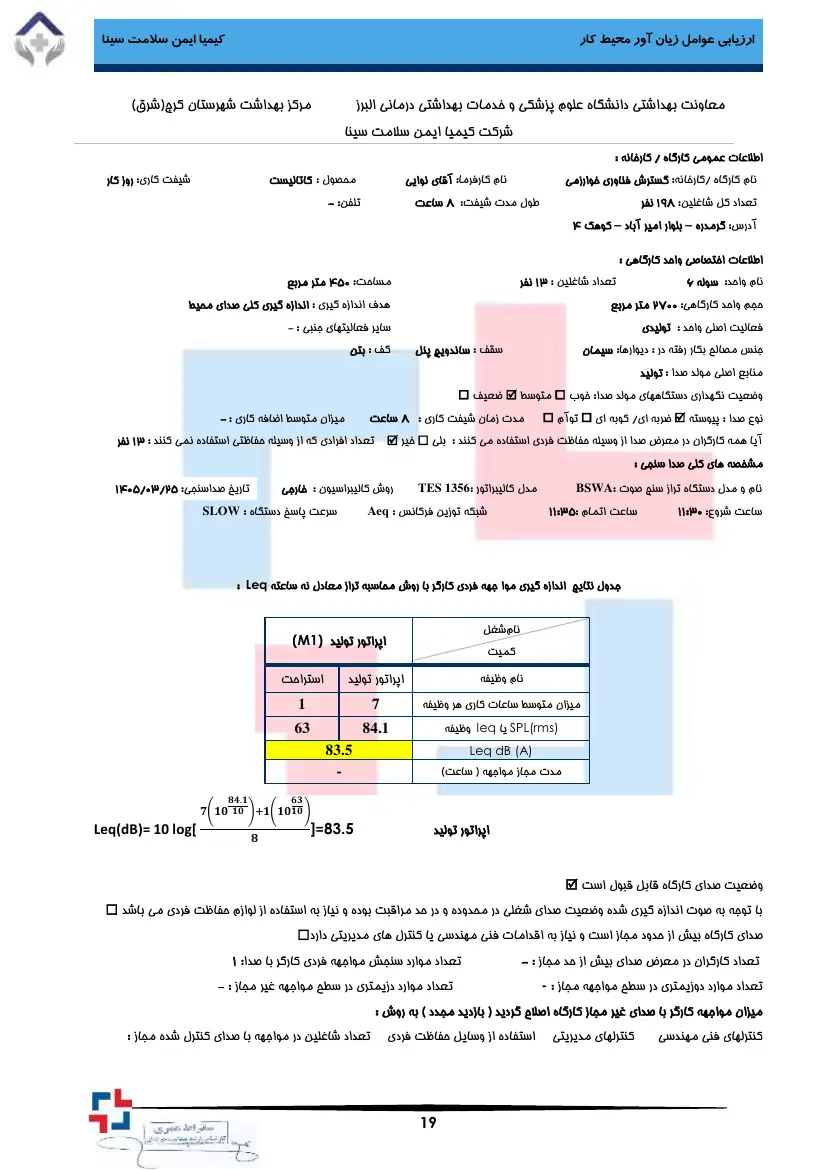 ارزیابی عوامل زیان آور محیط کار کیمیا ایمن سلامت سینا
معاونت بهداشتی دانشگاه علوم پزشکی و خدمات بهداشتی درمانی البرز مرکز بهداشت شهرستان کرج(شرق)
شرکت کیمیا ایمن سلامت سینا
اطلاعات عمومی کارگاه / کارخانه :
نام کارگاه /کارخانه: گسترش فناوری خوارزمی نام کارفرما: آقای نوایی محصول : کاتالیست شیفت کاری: روز کار
تعداد کل شاغلین: ۱۹۸ نفر طول مدت شیفت: ۸ ساعت تلفن: –
آدرس: گرمدره – بلوار امیر آباد – کوهک ۴
اطلاعات اختصاصی واحد کارگاهی :
نام واحد: سوله ۶ تعداد شاغلین : ۱۳ نفر مساحت: ۴۵۰ متر مربع
حجم واحد کارگاهی: ۲۷۰۰ متر مربع هدف اندازه گیری : اندازه گیری کلی صدای محیط
فعالیت اصلی واحد : تولیدی سایر فعالیتهای جنبی : -
جنس مصالح بکار رفته در : دیوارها: سیمان سقف : ساندویچ پنل کف : بتن
منابع اصلی مولد صدا : تولید
وضعیت نگهداری دستگاههای مولد صدا: خوب ☐ متوسط ☑ ضعیف ☐
نوع صدا : پیوسته ☑ ضربه ای/ کوبه ای ☐ توأم ☐ مدت زمان شیفت کاری : ۸ ساعت میزان متوسط اضافه کاری : –
آیا همه کارگران در معرض صدا از وسیله حفاظت فردی استفاده می کنند : بلی ☐ خیر ☑ تعداد افرادی که از وسیله حفاظتی استفاده نمی کنند : ۱۳ نفر
مشخصه های کلی صدا سنجی :
نام و مدل دستگاه تراز سنج صوت :BSWA مدل کالیبراتور :TES 1356 روش کالیبراسیون : خارجی تاریخ صداسنجی: ۱۴۰۵/۰۳/۲۵
ساعت شروع: ۱۱:۳۰ ساعت اتمام :۱۱:۳۵ شبکه توزین فرکانس : Aeq سرعت پاسخ دستگاه : SLOW
جدول نتایج اندازه گیری موا جهه فردی کارگر با روش محاسبه تراز معادل نه ساعته Leq :
نام‌شغل
کمیت
اپراتور تولید (M1)
نام وظیفه اپراتور تولید استراحت
میزان متوسط ساعات کاری هر وظیفه 7 1
SPL(rms) یا leq وظیفه 84.1 63
Leq dB (A) 83.5
مدت مجاز مواجهه ( ساعت) -
Leq(dB)= 10 log[ (7(10^(84.1/10))+1(10^(63/10)))/8 ]=83.5 اپراتور تولید
وضعیت صدای کارگاه قابل قبول است ☑
با توجه به صوت اندازه گیری شده وضعیت صدای شغلی در محدوده و در حد مراقبت بوده و نیاز به استفاده از لوازم حفاظت فردی می باشد ☐
صدای کارگاه بیش از حدود مجاز است و نیاز به اقدامات فنی مهندسی یا کنترل های مدیریتی دارد☐
تعداد کارگران در معرض صدای بیش از حد مجاز : – تعداد موارد سنجش مواجهه فردی کارگر با صدا: ۱
تعداد موارد دوزیمتری در سطح مواجهه مجاز : - تعداد موارد دزیمتری در سطح مواجهه غیر مجاز : –
میزان مواجهه کارگر با صدای غیر مجاز کارگاه اصلاح گردید ( بازدید مجدد ) به روش :
کنترلهای فنی مهندسی کنترلهای مدیریتی استفاده از وسایل حفاظت فردی تعداد شاغلین در مواجهه با صدای کنترل شده مجاز :
19